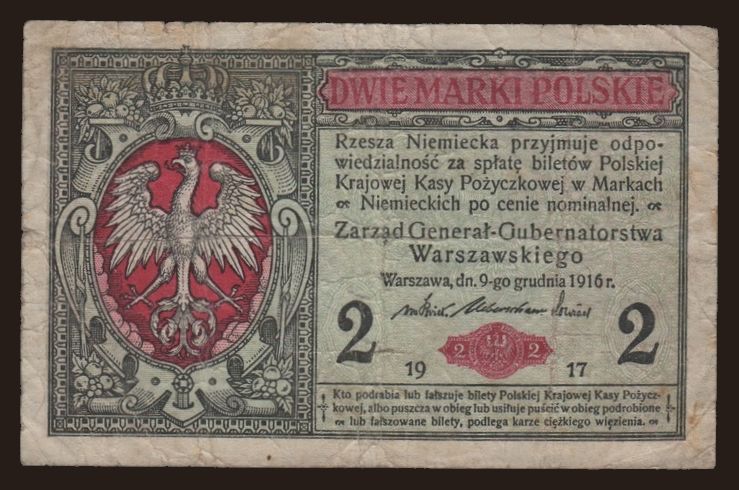 DWIE MARKI POLSKIE
Rzesza Niemiecka przyjmuje odpo-
wiedzialność za spłatę biletów Polskiej
Krajowej Kasy Pożyczkowej w Markach
Niemieckich po cenie nominalnej.
Zarząd Generał-Gubernatorstwa
Warszawskiego
Warszawa, dn. 9-go grudnia 1916 r.
2 2
19 2 2 17
Kto podrabia lub fałszuje bilety Polskiej Krajowej Kasy Pożycz-
kowej, albo puszcza w obieg lub usiłuje puścić w obieg podrobione
lub fałszowane bilety, podlega karze ciężkiego więzienia.